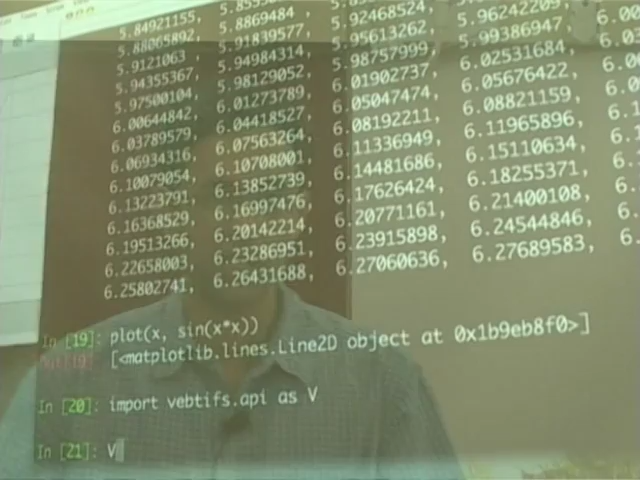 5.84921155, 5.92468524, 5.96242209,
5.88065892, 5.8869484, 5.95613262, 5.99386947,
5.9121063, 5.91839577, 5.98757999, 6.02531684,
5.94355367, 5.94984314, 6.01902737, 6.05676422,
5.97500104, 5.98129052, 6.05047474, 6.08821159,
6.00644842, 6.01273789, 6.08192211, 6.11965896,
6.03789579, 6.04418527, 6.11336949, 6.15110634,
6.06934316, 6.07563264, 6.14481686, 6.18255371,
6.10079054, 6.10708001, 6.17626424, 6.21400108,
6.13223791, 6.13852739, 6.20771161, 6.24544846,
6.16368529, 6.16997476, 6.23915898, 6.27689583,
6.19513266, 6.20142214, 6.27060636,
6.22658003, 6.23286951,
6.25802741, 6.26431688,
In [19]: plot(x, sin(x*x))
[<matplotlib.lines.Line2D object at 0x1b9eb8f0>]
In [20]: import vebtifs.api as V
In [21]: V